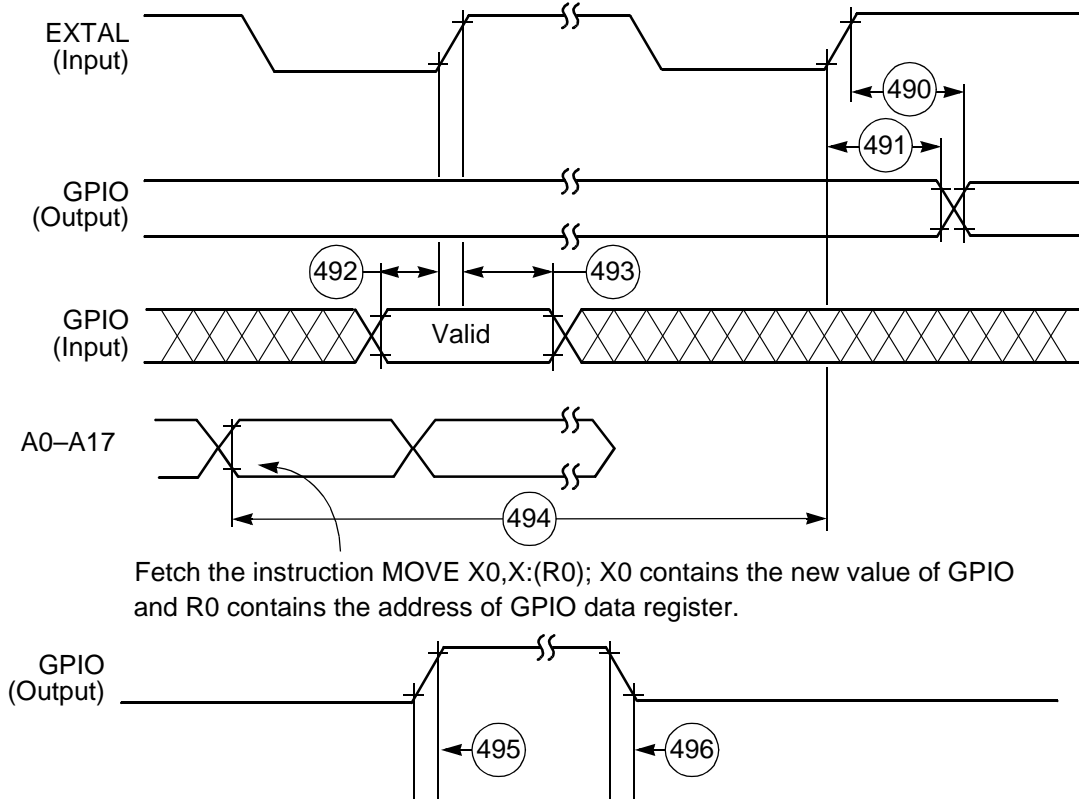 EXTAL
(Input)
490
491
GPIO
(Output)
492
493
GPIO
(Input)
Valid
A0–A17
494
Fetch the instruction MOVE X0,X:(R0); X0 contains the new value of GPIO
and R0 contains the address of GPIO data register.
GPIO
(Output)
495
496